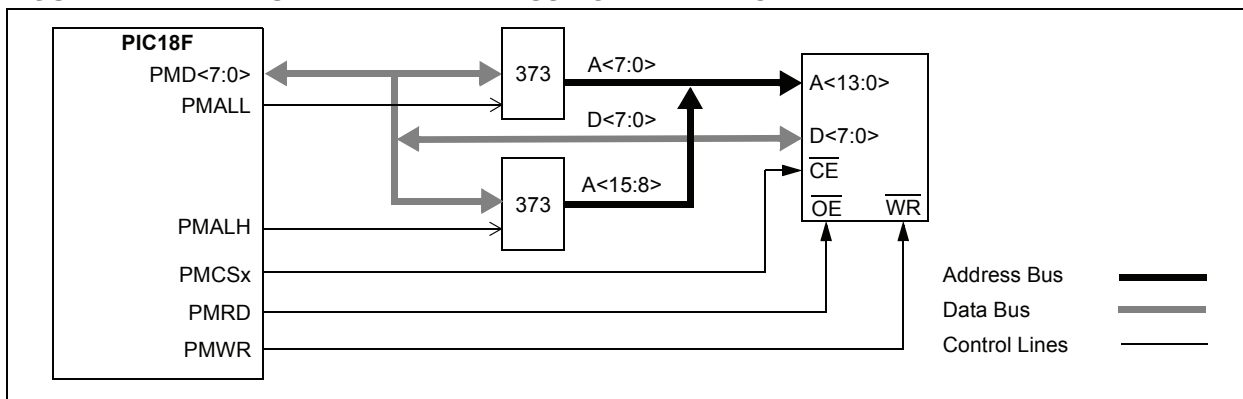 PIC18F
PMD<7:0>
PMALL
PMALH
PMCSx
PMRD
PMWR
373
A<7:0>
D<7:0>
373
A<15:8>
A<13:0>
D<7:0>
CE
OE WR
Address Bus
Data Bus
Control Lines